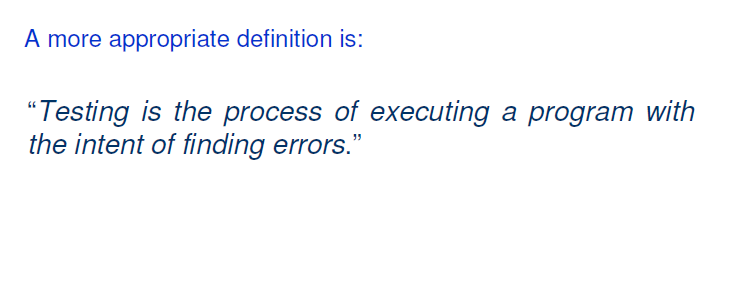 A more appropriate definition is:
“Testing is the process of executing a program with
the intent of finding errors.”